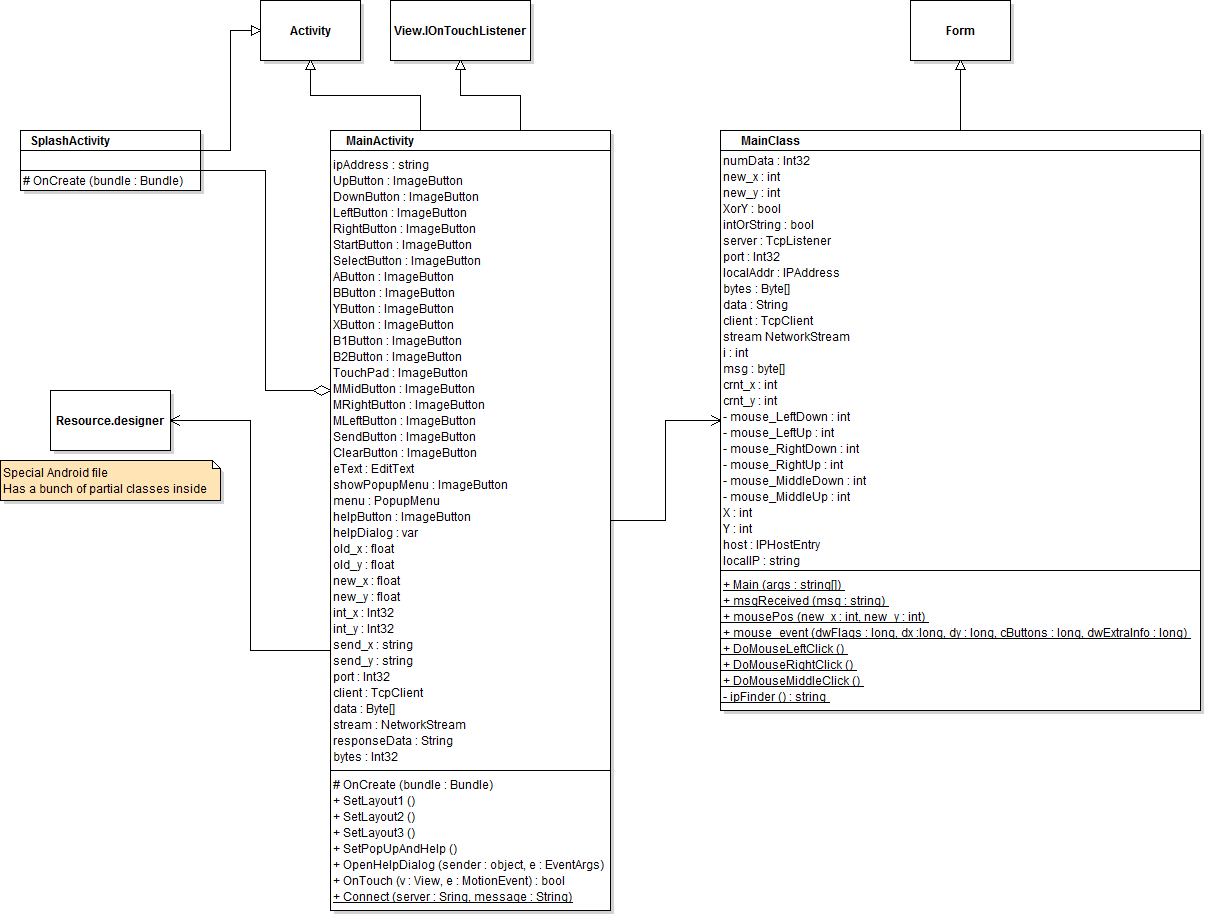 Activity
View.IOnTouchListener
Form
SplashActivity
# OnCreate (bundle : Bundle)
Resource.designer
Special Android file
Has a bunch of partial classes inside
MainActivity
ipAddress : string
UpButton : ImageButton
DownButton : ImageButton
LeftButton : ImageButton
RightButton : ImageButton
StartButton : ImageButton
SelectButton : ImageButton
AButton : ImageButton
BButton : ImageButton
YButton : ImageButton
XButton : ImageButton
B1Button : ImageButton
B2Button : ImageButton
TouchPad : ImageButton
MMidButton : ImageButton
MRightButton : ImageButton
MLeftButton : ImageButton
SendButton : ImageButton
ClearButton : ImageButton
eText : EditText
showPopupMenu : ImageButton
menu : PopupMenu
helpButton : ImageButton
helpDialog : var
old_x : float
old_y : float
new_x : float
new_y : float
int_x : Int32
int_y : Int32
send_x : string
send_y : string
port : Int32
client : TcpClient
data : Byte[]
stream : NetworkStream
responseData : String
bytes : Int32
# OnCreate (bundle : Bundle)
+ SetLayout1 ()
+ SetLayout2 ()
+ SetLayout3 ()
+ SetPopUpAndHelp ()
+ OpenHelpDialog (sender : object, e : EventArgs)
+ OnTouch (v : View, e : MotionEvent) : bool
+ Connect (server : Sring, message : String)
MainClass
numData : Int32
new_x : int
new_y : int
XorY : bool
intOrString : bool
server : TcpListener
port : Int32
localAddr : IPAddress
bytes : Byte[]
data : String
client : TcpClient
stream NetworkStream
i : int
msg : byte[]
crnt_x : int
crnt_y : int
- mouse_LeftDown : int
- mouse_LeftUp : int
- mouse_RightDown : int
- mouse_RightUp : int
- mouse_MiddleDown : int
- mouse_MiddleUp : int
X : int
Y : int
host : IPHostEntry
localIP : string
+ Main (args : string[])
+ msgReceived (msg : string)
+ mousePos (new_x : int, new_y : int)
+ mouse_event (dwFlags : long, dx :long, dy : long, cButtons : long, dwExtraInfo : long)
+ DoMouseLeftClick ()
+ DoMouseRightClick ()
+ DoMouseMiddleClick ()
- ipFinder () : string